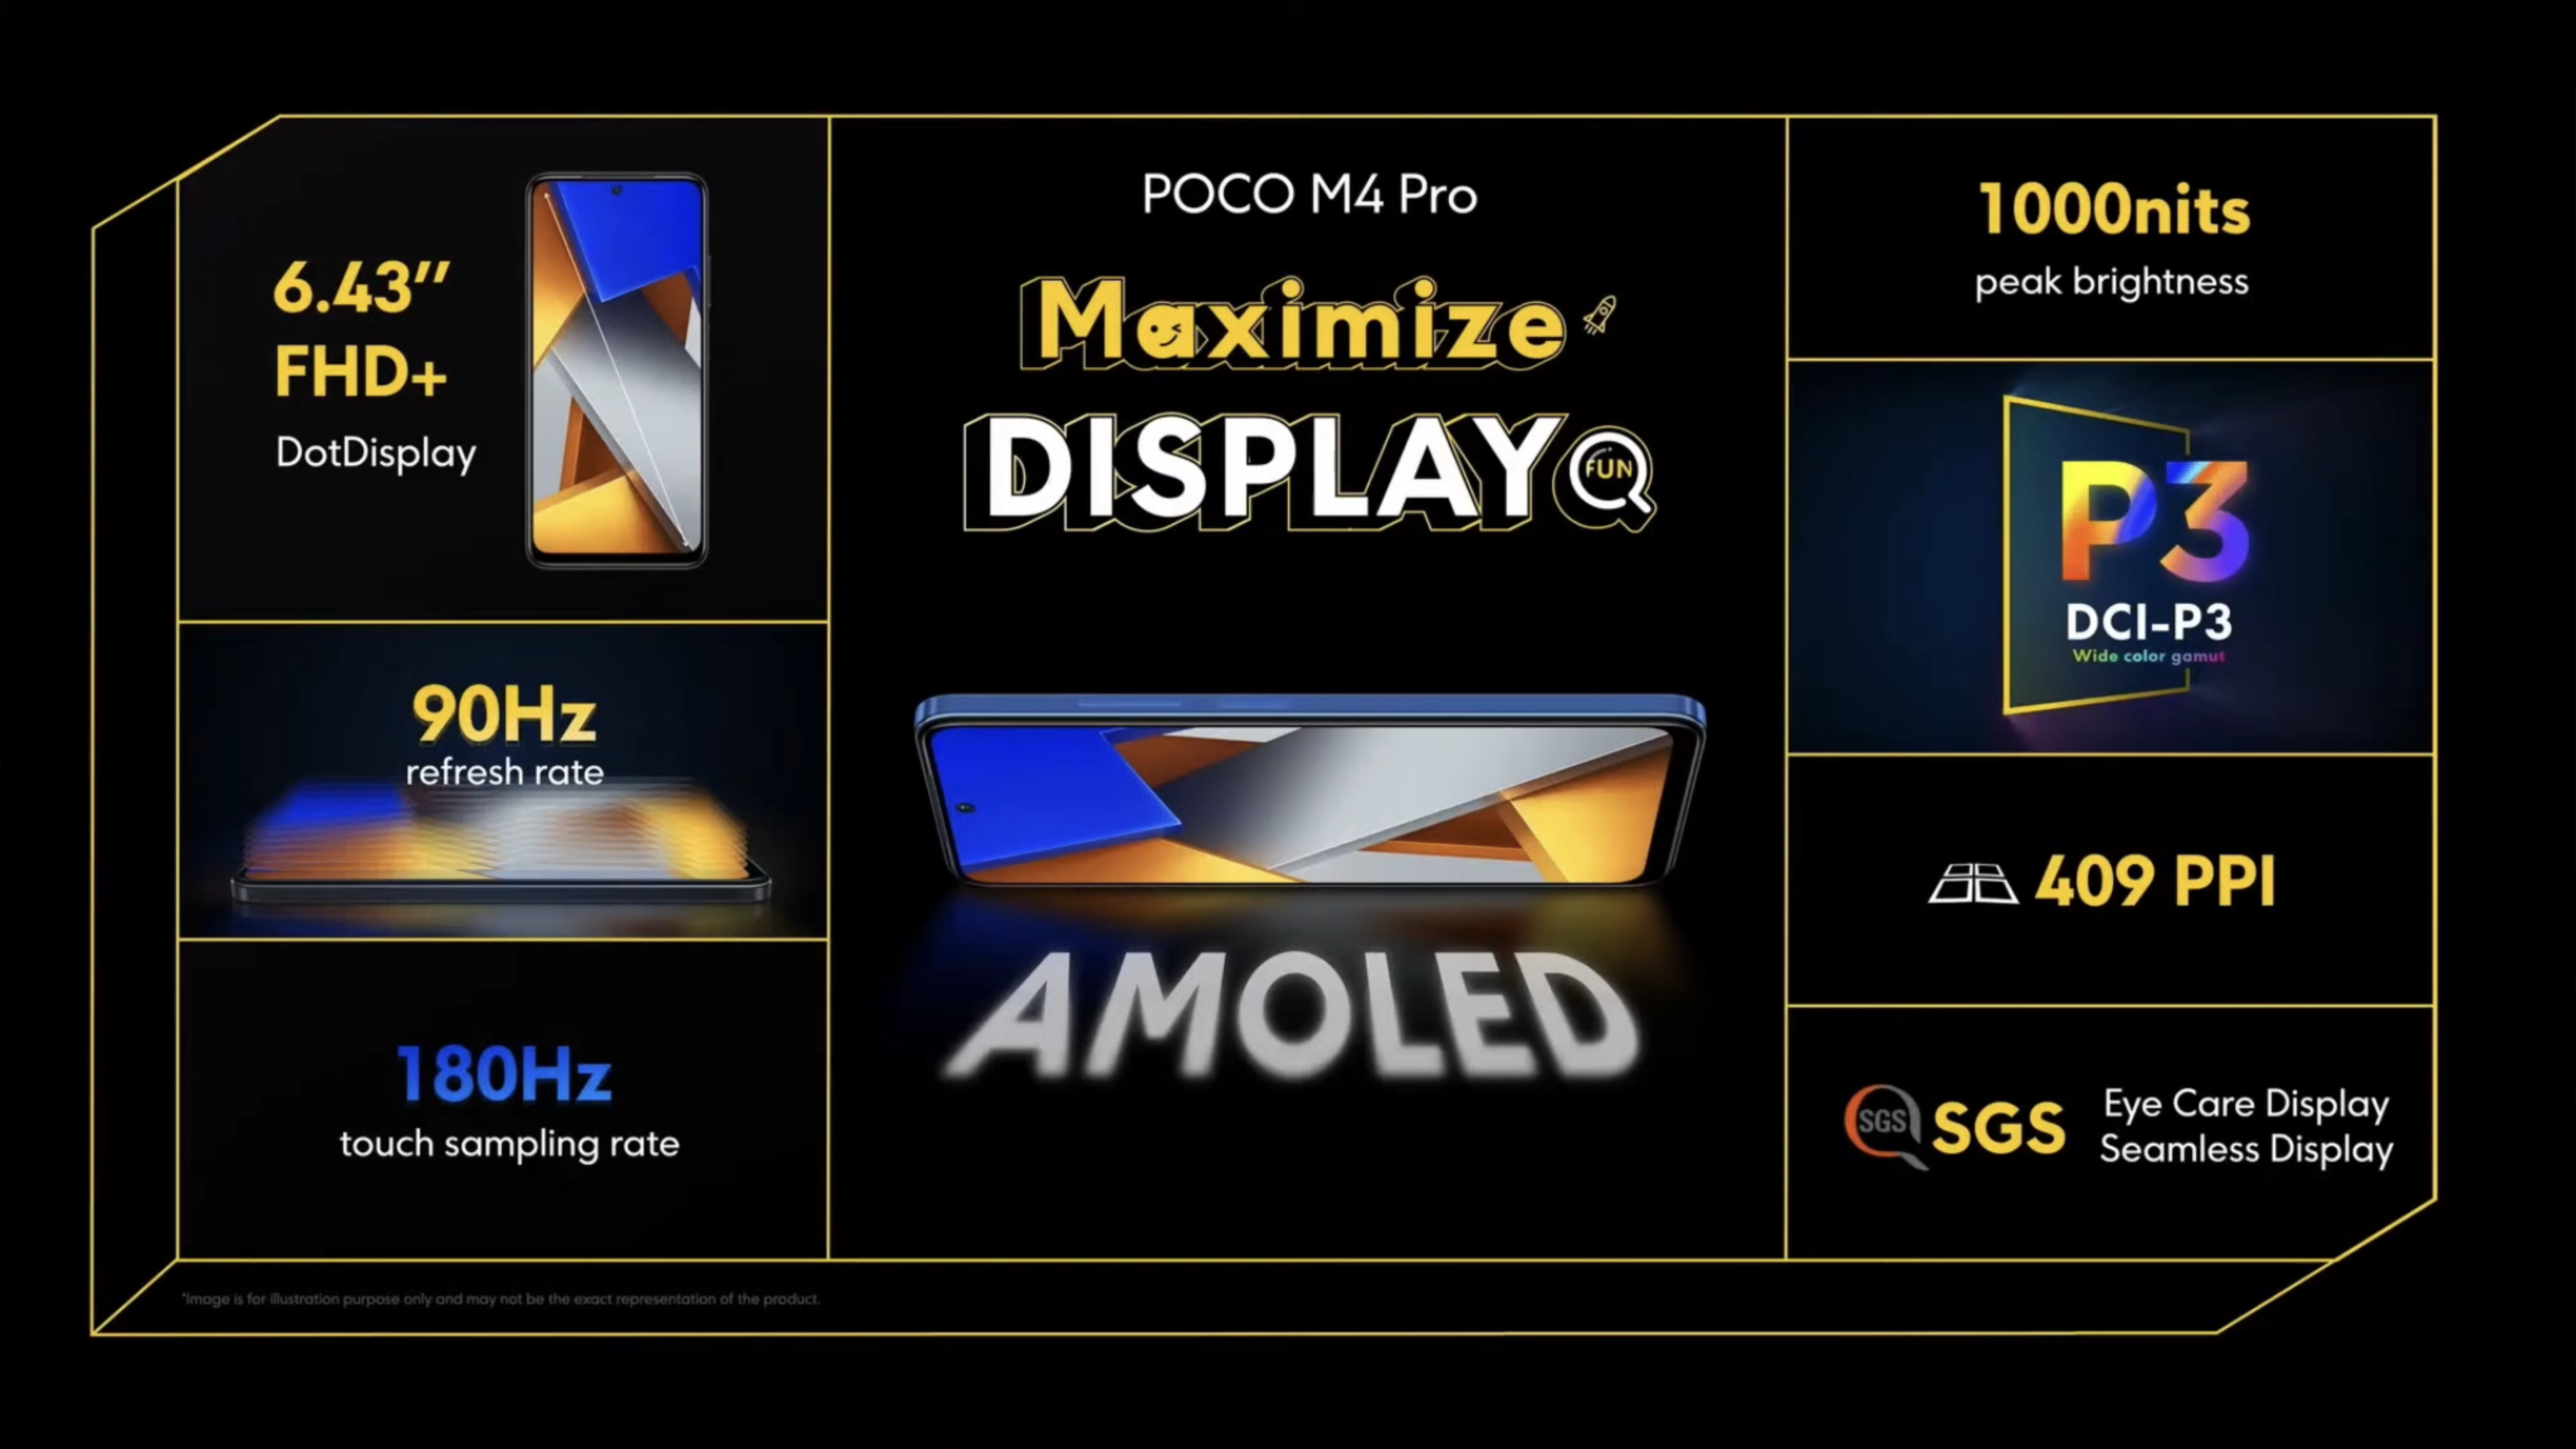 6.43″
FHD+
DotDisplay
90Hz
refresh rate
180Hz
touch sampling rate
POCO M4 Pro
Maximize
DISPLAY
FUN
AMOLED
1000nits
peak brightness
P3
DCI-P3
Wide color gamut
409 PPI
SGS
SGS
Eye Care Display
Seamless Display
*Image is for illustration purpose only and may not be the exact representation of the product.